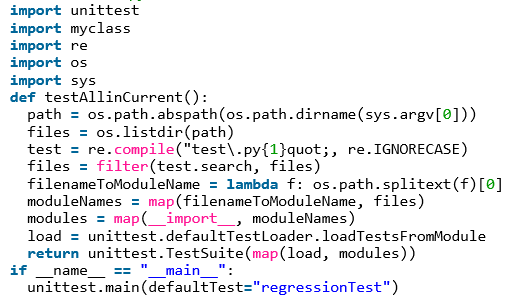 import unittest
import myclass
import re
import os
import sys
def testAllinCurrent():
  path = os.path.abspath(os.path.dirname(sys.argv[0]))
  files = os.listdir(path)
  test = re.compile("test\.py{1}quot;, re.IGNORECASE)
  files = filter(test.search, files)
  filenameToModuleName = lambda f: os.path.splitext(f)[0]
  moduleNames = map(filenameToModuleName, files)
  modules = map(__import__, moduleNames)
  load = unittest.defaultTestLoader.loadTestsFromModule
  return unittest.TestSuite(map(load, modules))
if __name__ == "__main__":
  unittest.main(defaultTest="regressionTest")